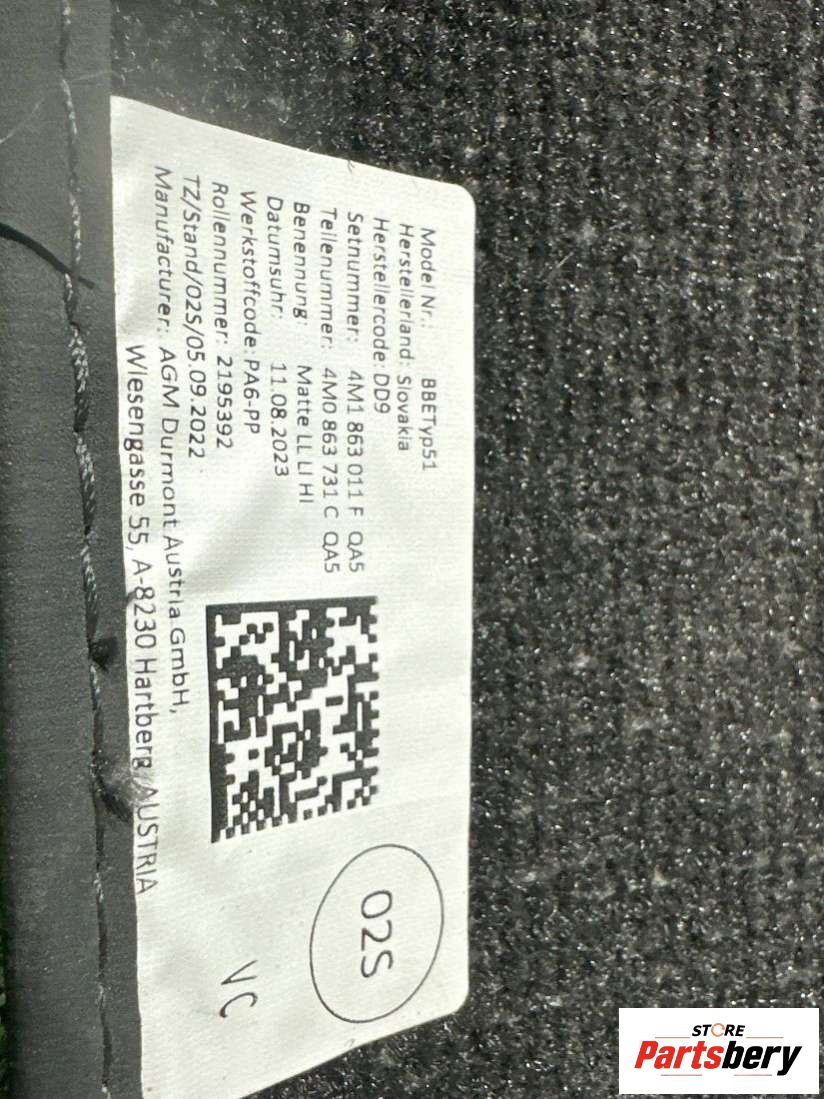 Model Nr.: BBETyp51
Herstellerland: Slovakia
Herstellercode: DD9
Setnummer: 4M1 863 011 F QA5
Teilenummer: 4M0 863 731 C QA5
Benennung: Matte LL LI HI
Datumsuhr: 11.08.2023
Werkstoffcode: PA6-PP
Rollennummer: 2195392
TZ/Stand/02S/05.09.2022
Manufacturer: AGM Durmont Austria GmbH,
Wiesengasse 55, A-8230 Hartberg/AUSTRIA
02S
VC
STORE
Partsbery